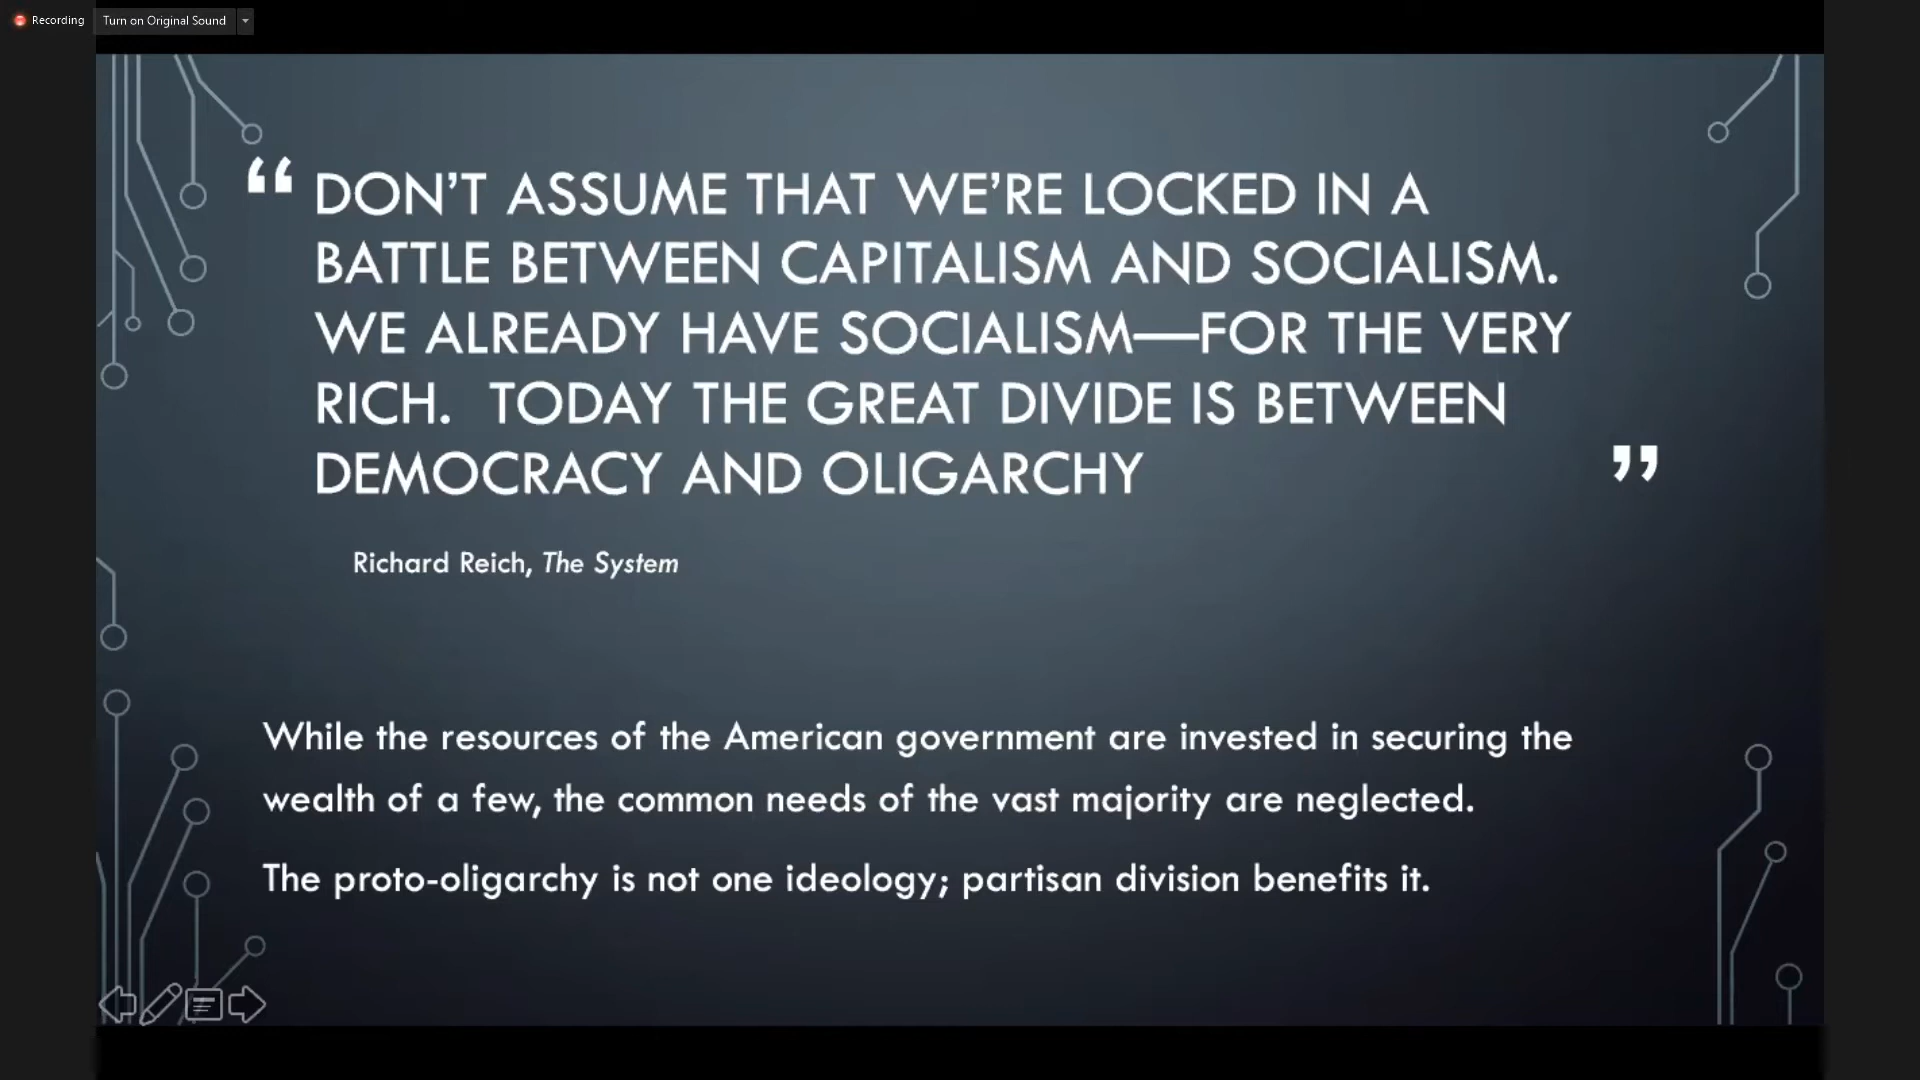 Recording
Turn on Original Sound
“ DON’T ASSUME THAT WE’RE LOCKED IN A
BATTLE BETWEEN CAPITALISM AND SOCIALISM.
WE ALREADY HAVE SOCIALISM—FOR THE VERY
RICH.  TODAY THE GREAT DIVIDE IS BETWEEN
DEMOCRACY AND OLIGARCHY ”
Richard Reich, The System
While the resources of the American government are invested in securing the
wealth of a few, the common needs of the vast majority are neglected.
The proto-oligarchy is not one ideology; partisan division benefits it.